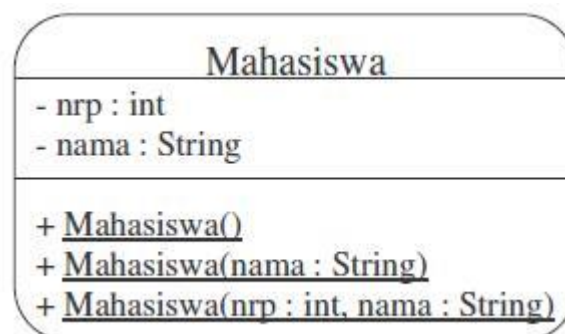 Mahasiswa
- nrp : int
- nama : String
+ Mahasiswa()
+ Mahasiswa(nama : String)
+ Mahasiswa(nrp : int, nama : String)